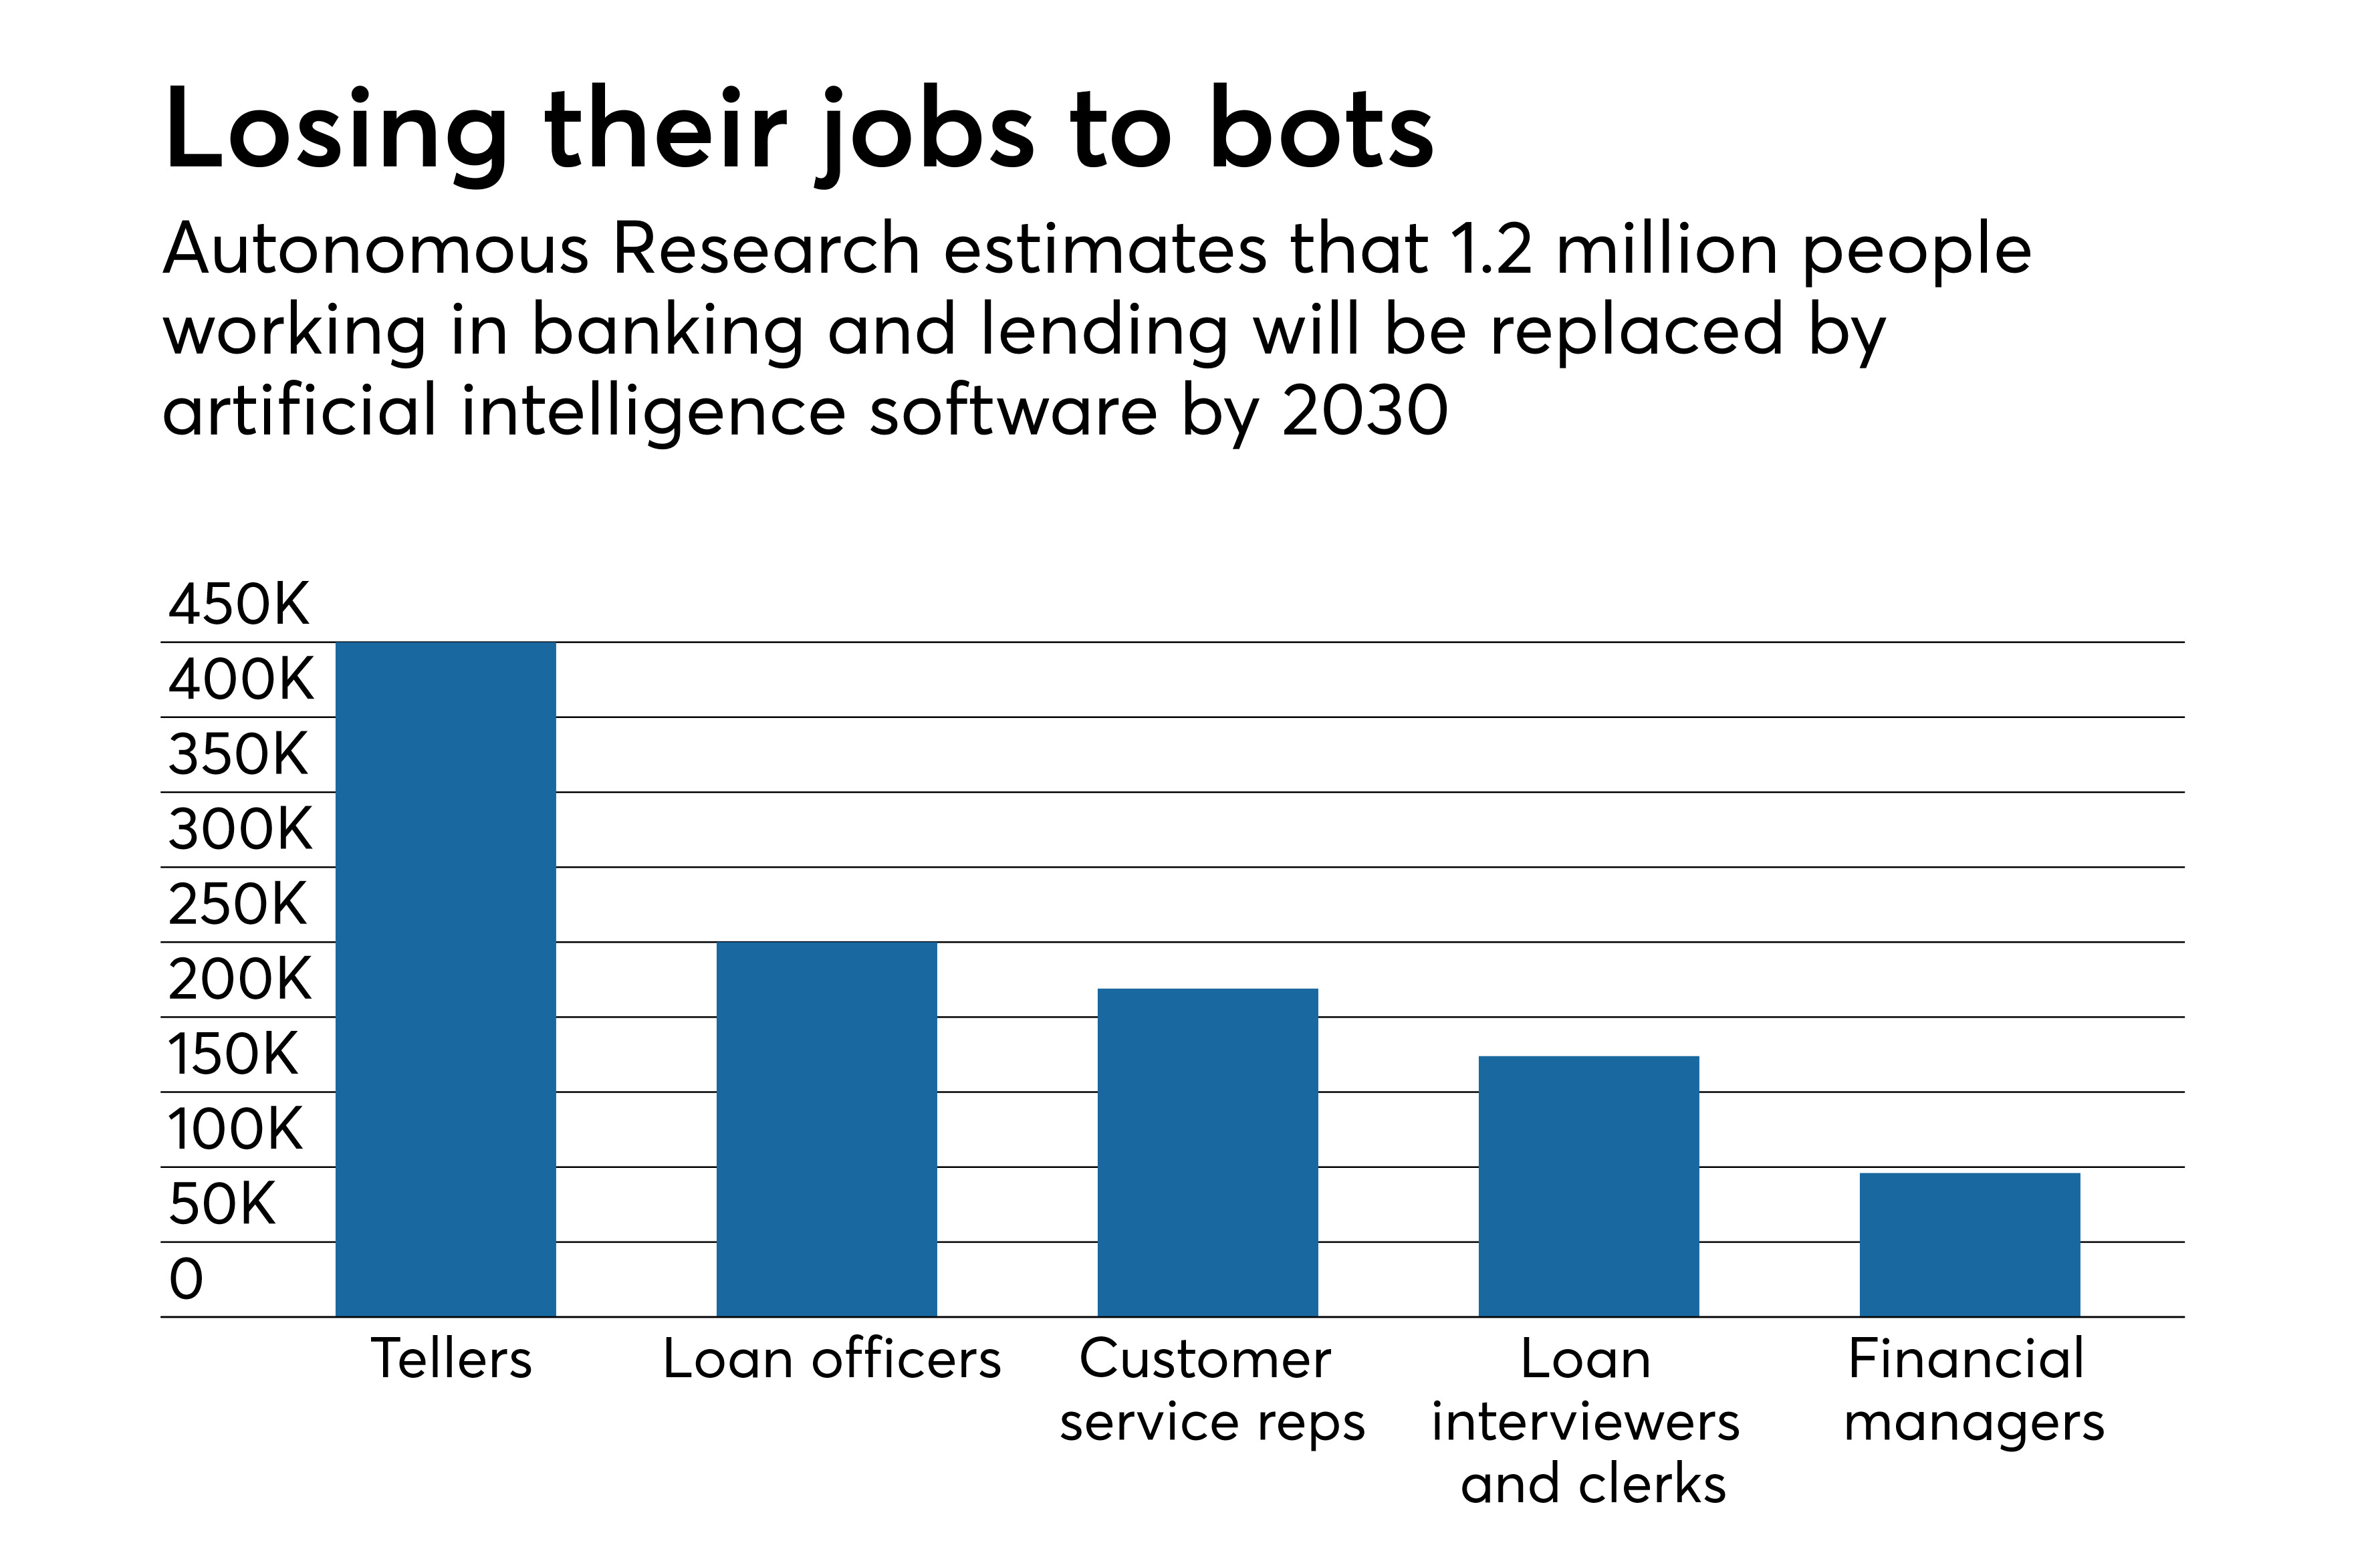 Losing their jobs to bots
Autonomous Research estimates that 1.2 million people
working in banking and lending will be replaced by
artificial intelligence software by 2030
450K
400K
350K
300K
250K
200K
150K
100K
50K
0
Tellers
Loan officers
Customer
service reps
Loan
interviewers
and clerks
Financial
managers